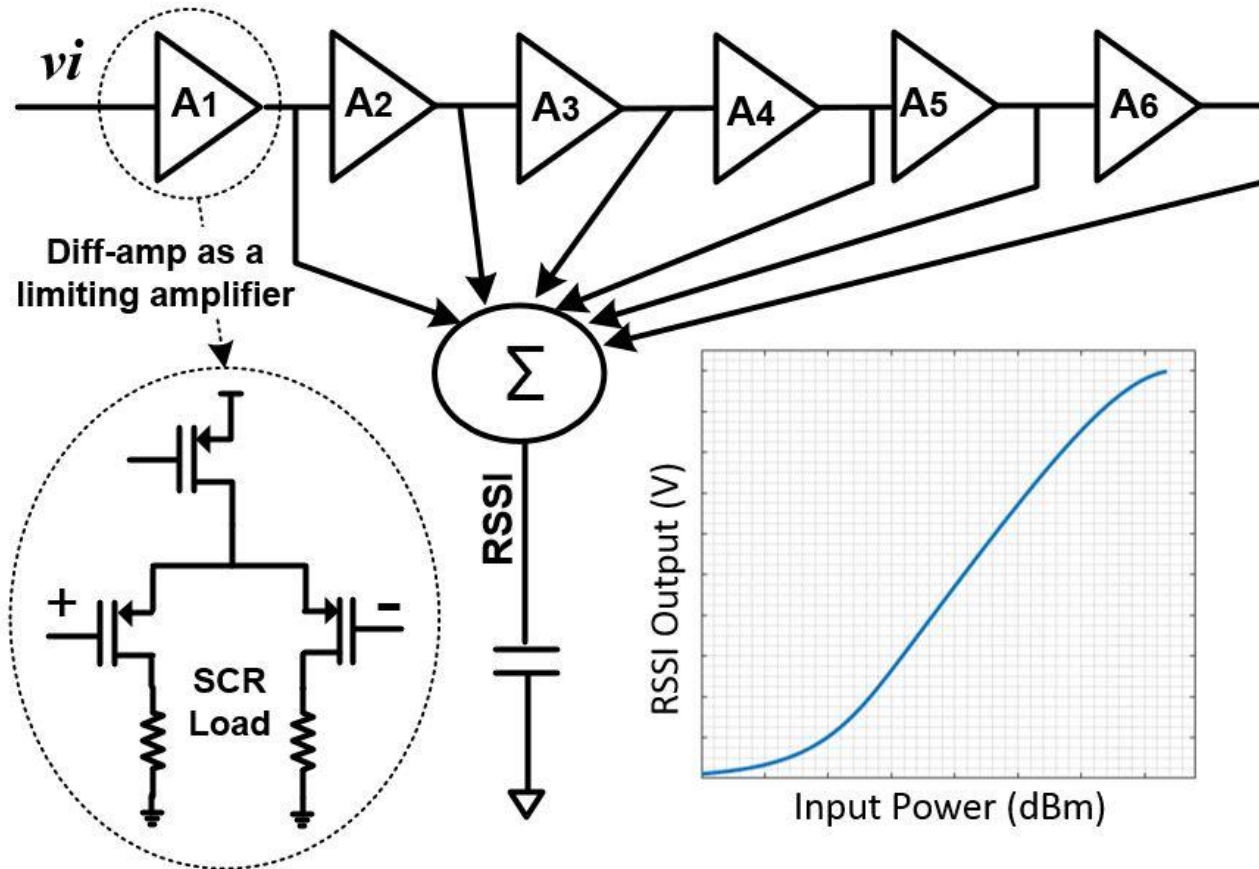 vi
A1
A2
A3
A4
A5
A6
Diff-amp as a
limiting amplifier
Σ
RSSI
+
-
SCR
Load
RSSI Output (V)
Input Power (dBm)